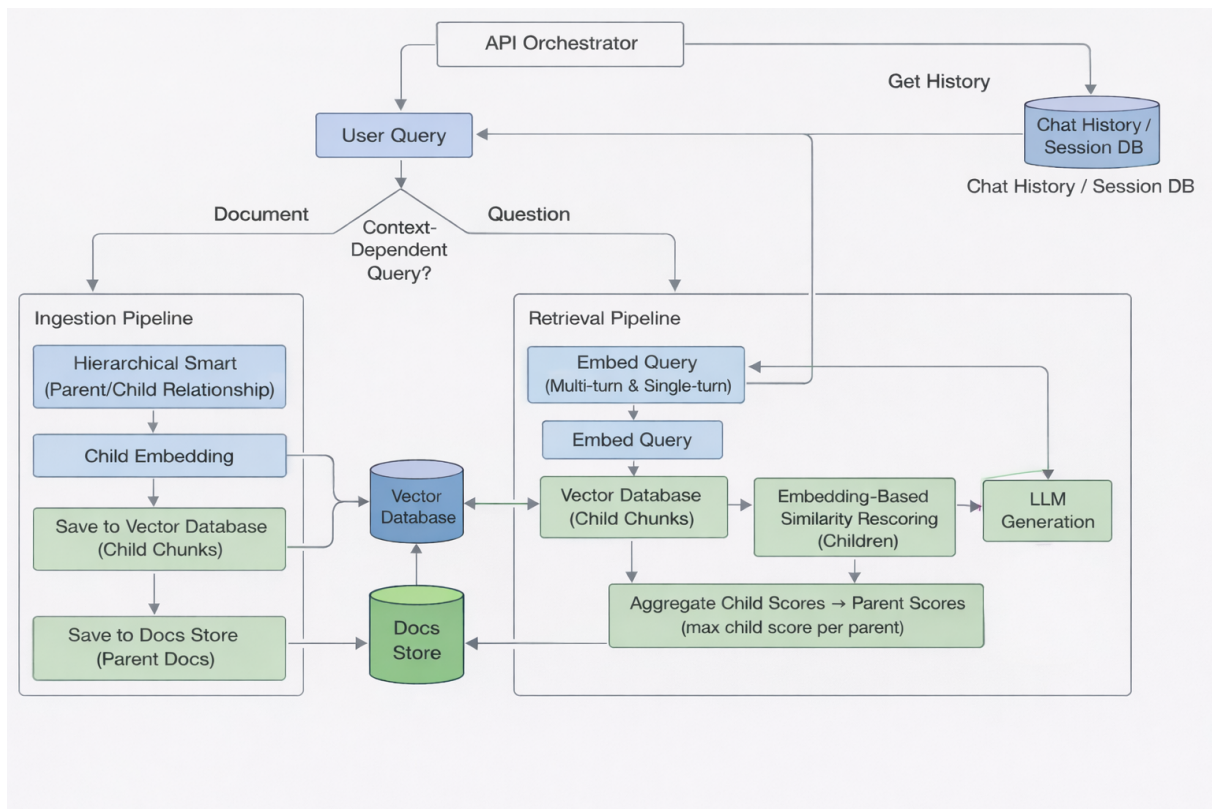 API Orchestrator
Get History
User Query
Chat History /
Session DB
Chat History / Session DB
Document
Question
Context-
Dependent
Query?
Ingestion Pipeline
Hierarchical Smart
(Parent/Child Relationship)
Child Embedding
Save to Vector Database
(Child Chunks)
Save to Docs Store
(Parent Docs)
Vector
Database
Docs
Store
Retrieval Pipeline
Embed Query
(Multi-turn & Single-turn)
Embed Query
Vector Database
(Child Chunks)
Embedding-Based
Similarity Rescoring
(Children)
LLM
Generation
Aggregate Child Scores → Parent Scores
(max child score per parent)